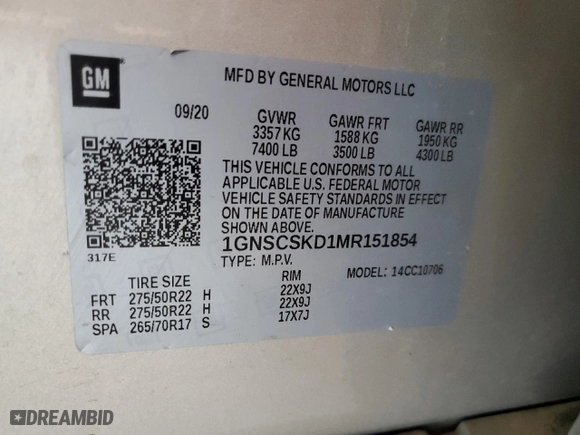 GM
MFD BY GENERAL MOTORS LLC
09/20 GVWR GAWR FRT GAWR RR
3357 KG 1588 KG 1950 KG
7400 LB 3500 LB 4300 LB
THIS VEHICLE CONFORMS TO ALL
APPLICABLE U.S. FEDERAL MOTOR
VEHICLE SAFETY STANDARDS IN EFFECT
ON THE DATE OF MANUFACTURE
SHOWN ABOVE.
317E
1GNSCSKD1MR151854
TYPE: M.P.V. MODEL: 14CC10706
TIRE SIZE RIM
FRT 275/50R22 H 22X9J
RR 275/50R22 H 22X9J
SPA 265/70R17 S 17X7J
DREAMBID